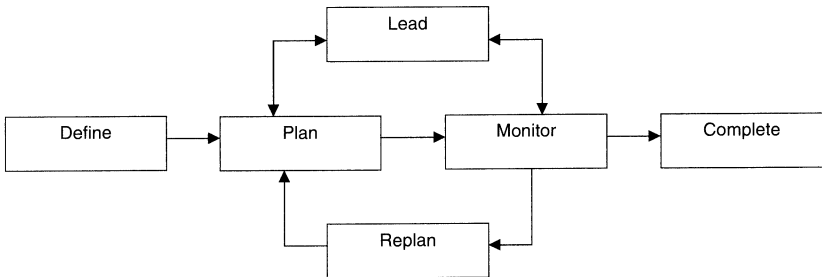 Lead
Define
Plan
Monitor
Complete
Replan